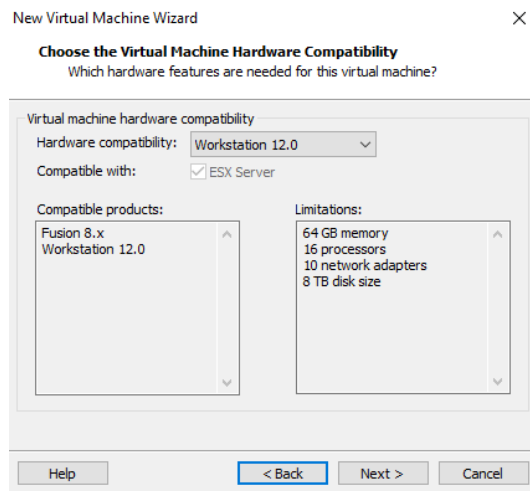 New Virtual Machine Wizard
Choose the Virtual Machine Hardware Compatibility
Which hardware features are needed for this virtual machine?
Virtual machine hardware compatibility
Hardware compatibility: Workstation 12.0
Compatible with: ESX Server
Compatible products:
Fusion 8.x
Workstation 12.0
Limitations:
64 GB memory
16 processors
10 network adapters
8 TB disk size
Help < Back Next > Cancel